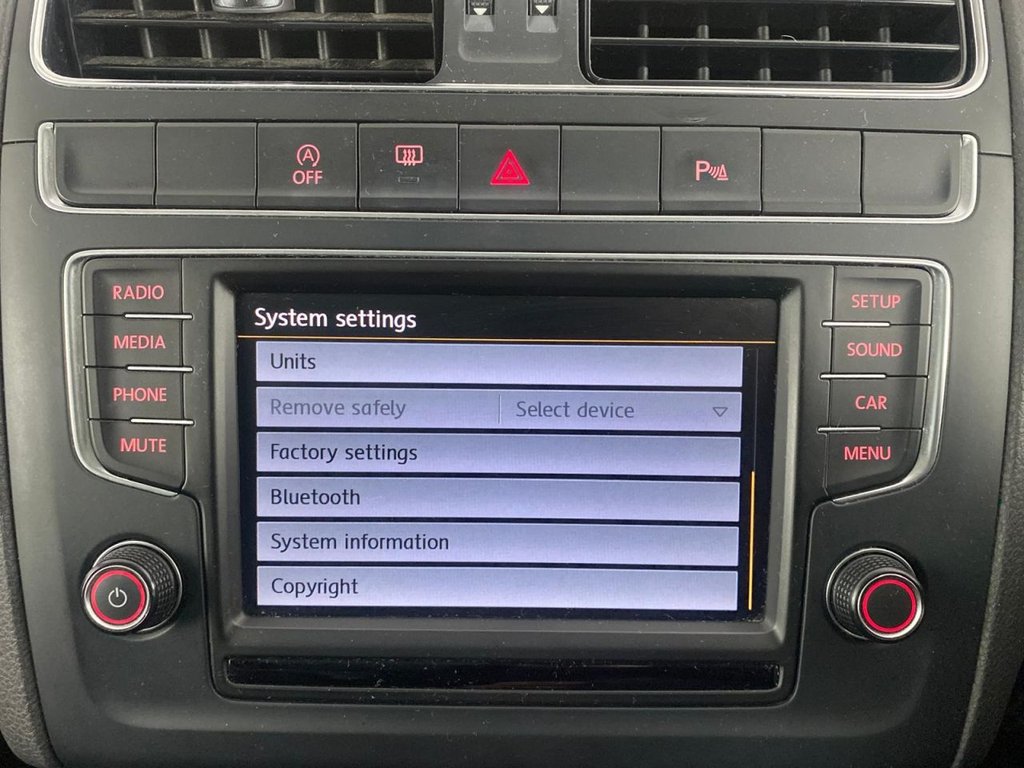 A
OFF
P
RADIO
MEDIA
PHONE
MUTE
System settings
Units
Remove safely Select device
Factory settings
Bluetooth
System information
Copyright
SETUP
SOUND
CAR
MENU